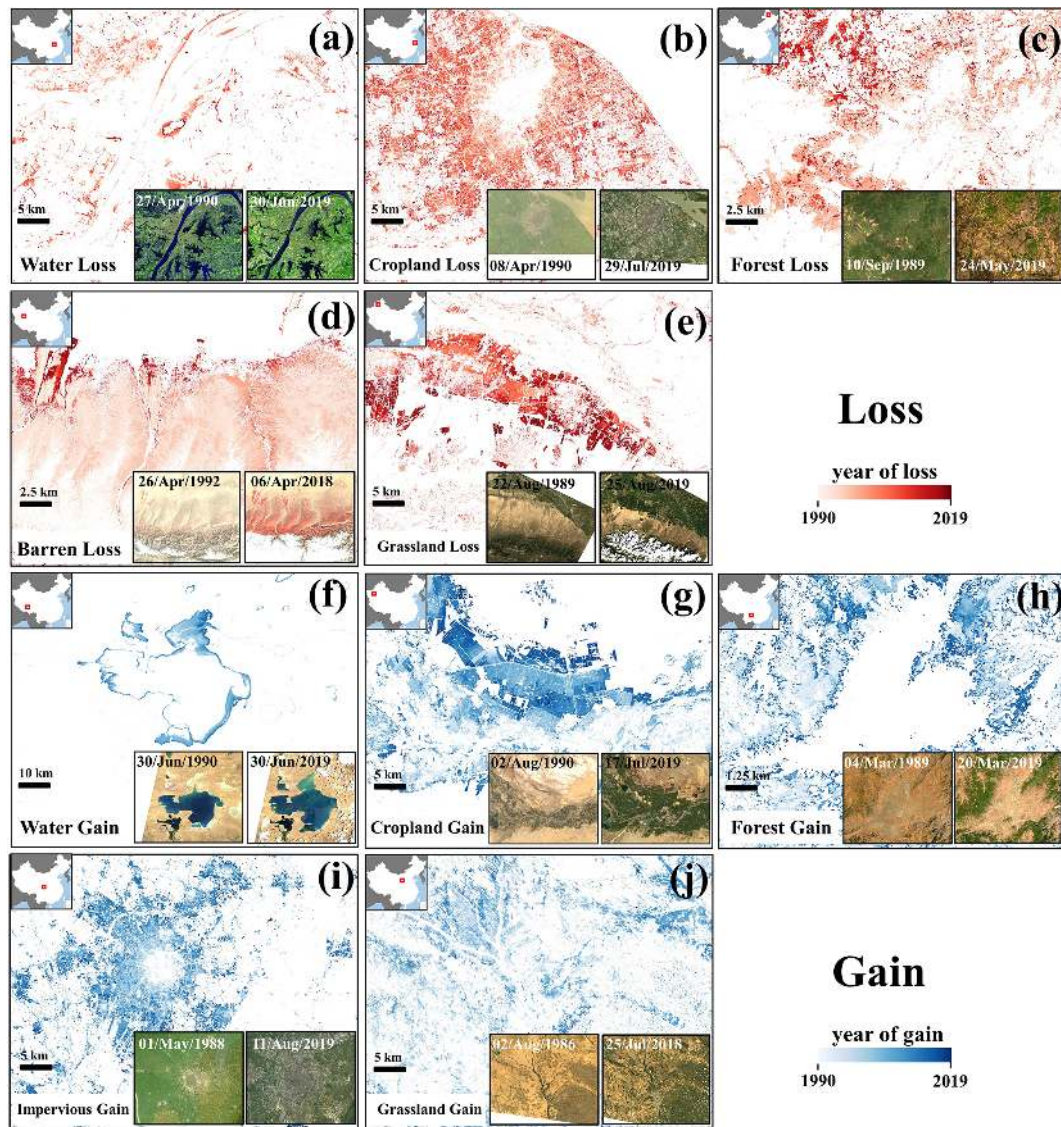 (a)
27/Apr/1990
30/Jun/2019
5 km
Water Loss
(b)
5 km
Cropland Loss
08/Apr/1990
29/Jul/2019
(c)
2.5 km
Forest Loss
10/Sep/1989
24/May/2019
(d)
2.5 km
26/Apr/1992
06/Apr/2018
Barren Loss
(e)
5 km
22/Aug/1989
25/Aug/2019
Grassland Loss
Loss
year of loss
1990
2019
(f)
10 km
30/Jun/1990
30/Jun/2019
Water Gain
(g)
5 km
02/Aug/1990
17/Jul/2019
Cropland Gain
(h)
1.25 km
04/Mar/1989
20/Mar/2019
Forest Gain
(i)
5 km
01/May/1988
11/Aug/2019
Impervious Gain
(j)
5 km
02/Aug/1986
25/Jul/2018
Grassland Gain
Gain
year of gain
1990
2019